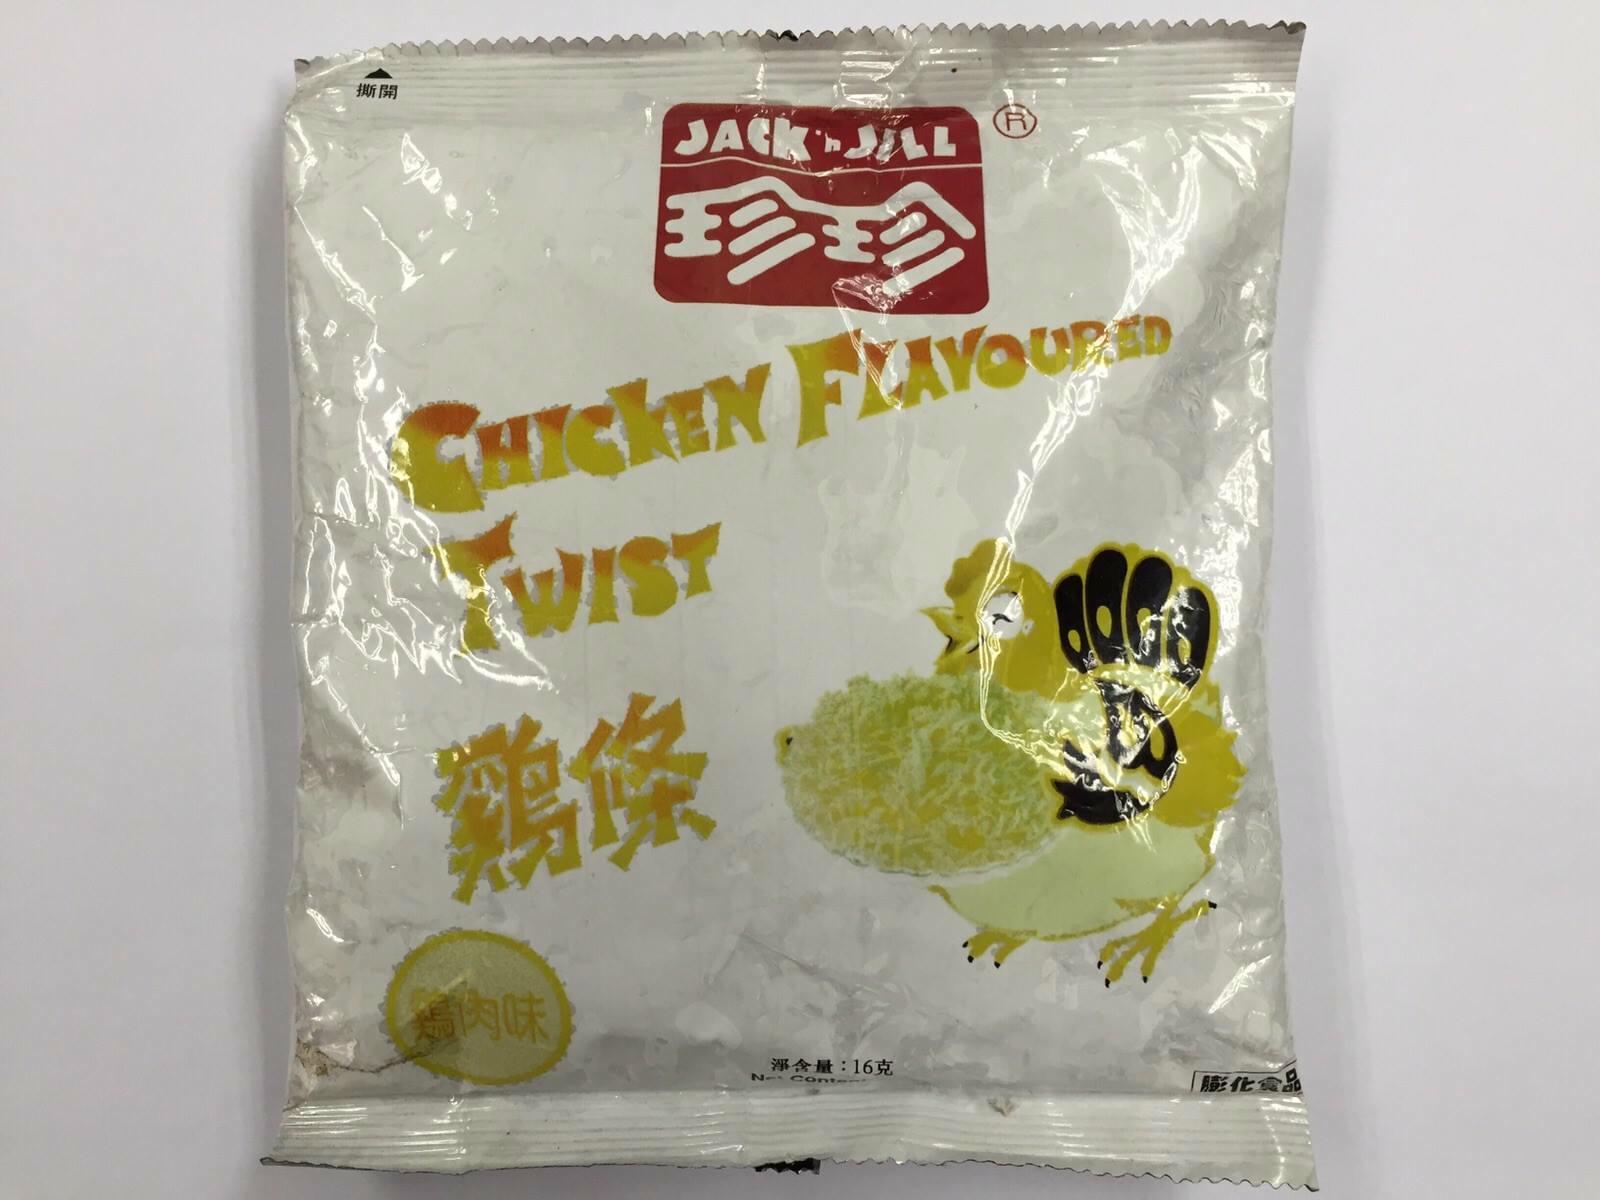 撕開
JACK 'n JILL
®
珍珍
CHICKEN FLAVOURED
TWIST
鷄條
鷄肉味
淨含量：16克
膨化食品